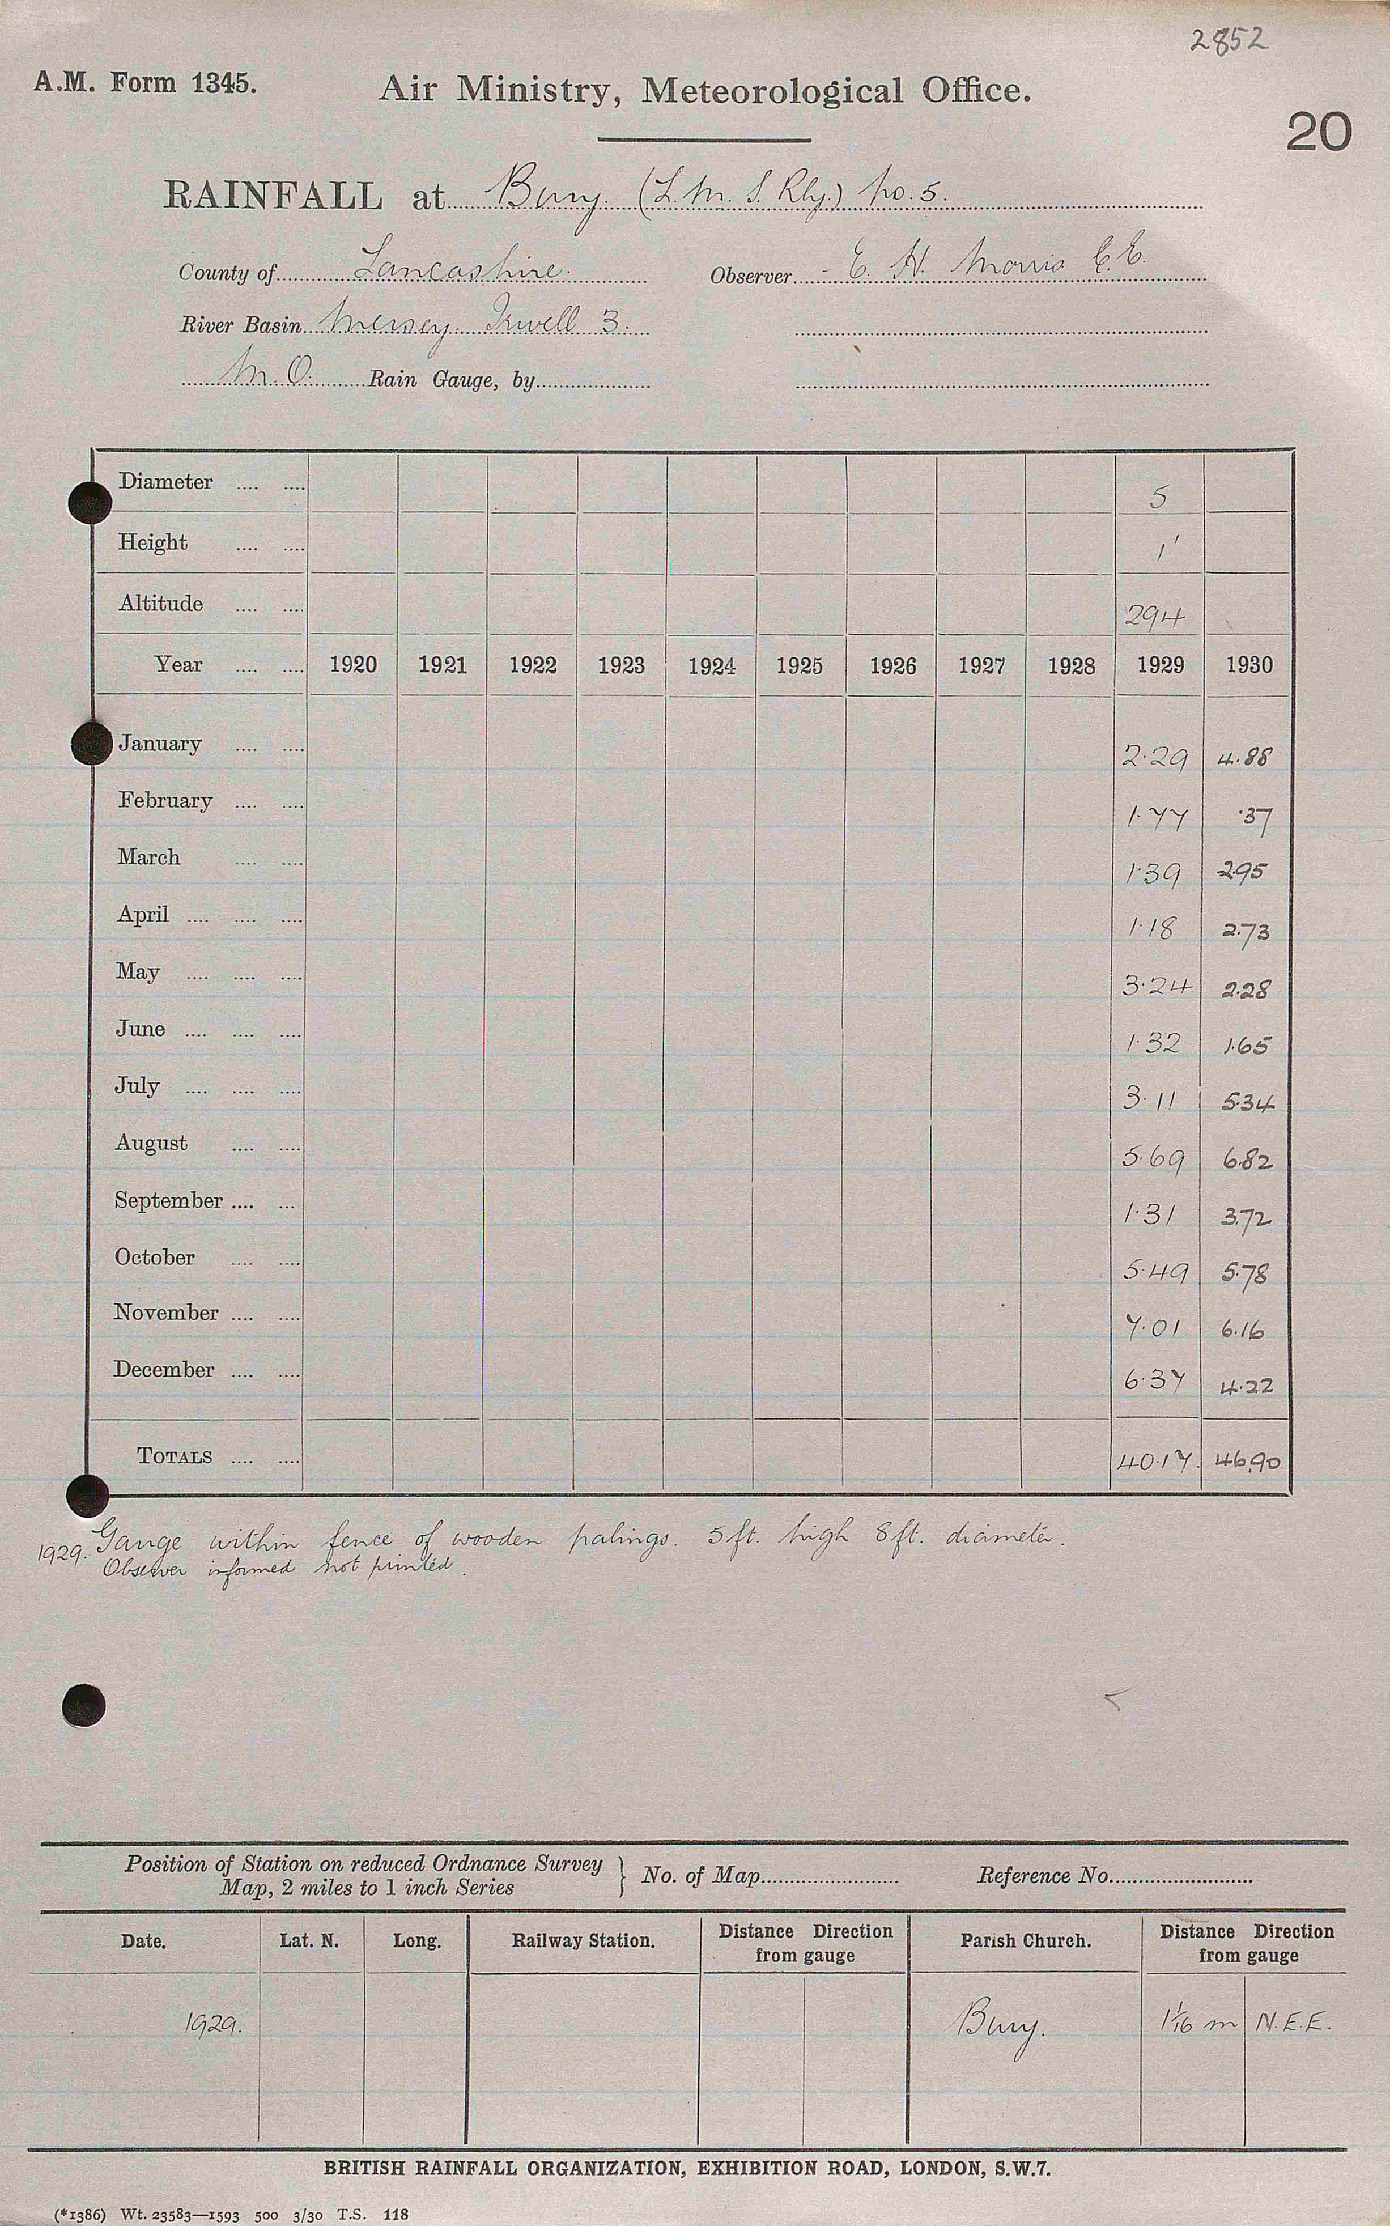 2852
A.M. Form 1345. Air Ministry, Meteorological Office.
20
RAINFALL at Bury. (L. M. S. Rly.) No. 5.
County of Lancashire. Observer - E. H. Morris C.E.
River Basin Mersey. Irwell 3.
M. O. Rain Gauge, by
Diameter .... .... 5
Height .... .... 1'
Altitude .... .... 294
Year .... .... 1920 1921 1922 1923 1924 1925 1926 1927 1928 1929 1930
January .... .... 2.29 4.88
February .... .... 1.77 .37
March .... .... 1.39 2.95
April .... .... .... 1.18 2.73
May .... .... .... 3.24 2.28
June .... .... .... 1.32 1.65
July .... .... .... 3.11 5.34
August .... .... 5.69 6.82
September .... ... 1.31 3.72
October .... .... 5.49 5.78
November .... .... 7.01 6.16
December .... .... 6.37 4.22
TOTALS .... .... 40.17 46.90
1929. Gauge within fence of wooden palings. 5 ft. high 8 ft. diameter.
Observer informed not printed.
Position of Station on reduced Ordnance Survey Map, 2 miles to 1 inch Series } No. of Map Reference No.
Date. Lat. N. Long. Railway Station. Distance Direction from gauge Parish Church. Distance Direction from gauge
1929. Bury. 1 1/16 m N.E.E.
BRITISH RAINFALL ORGANIZATION, EXHIBITION ROAD, LONDON, S.W.7.
(*1386) Wt. 23583—1593 500 3/30 T.S. 118